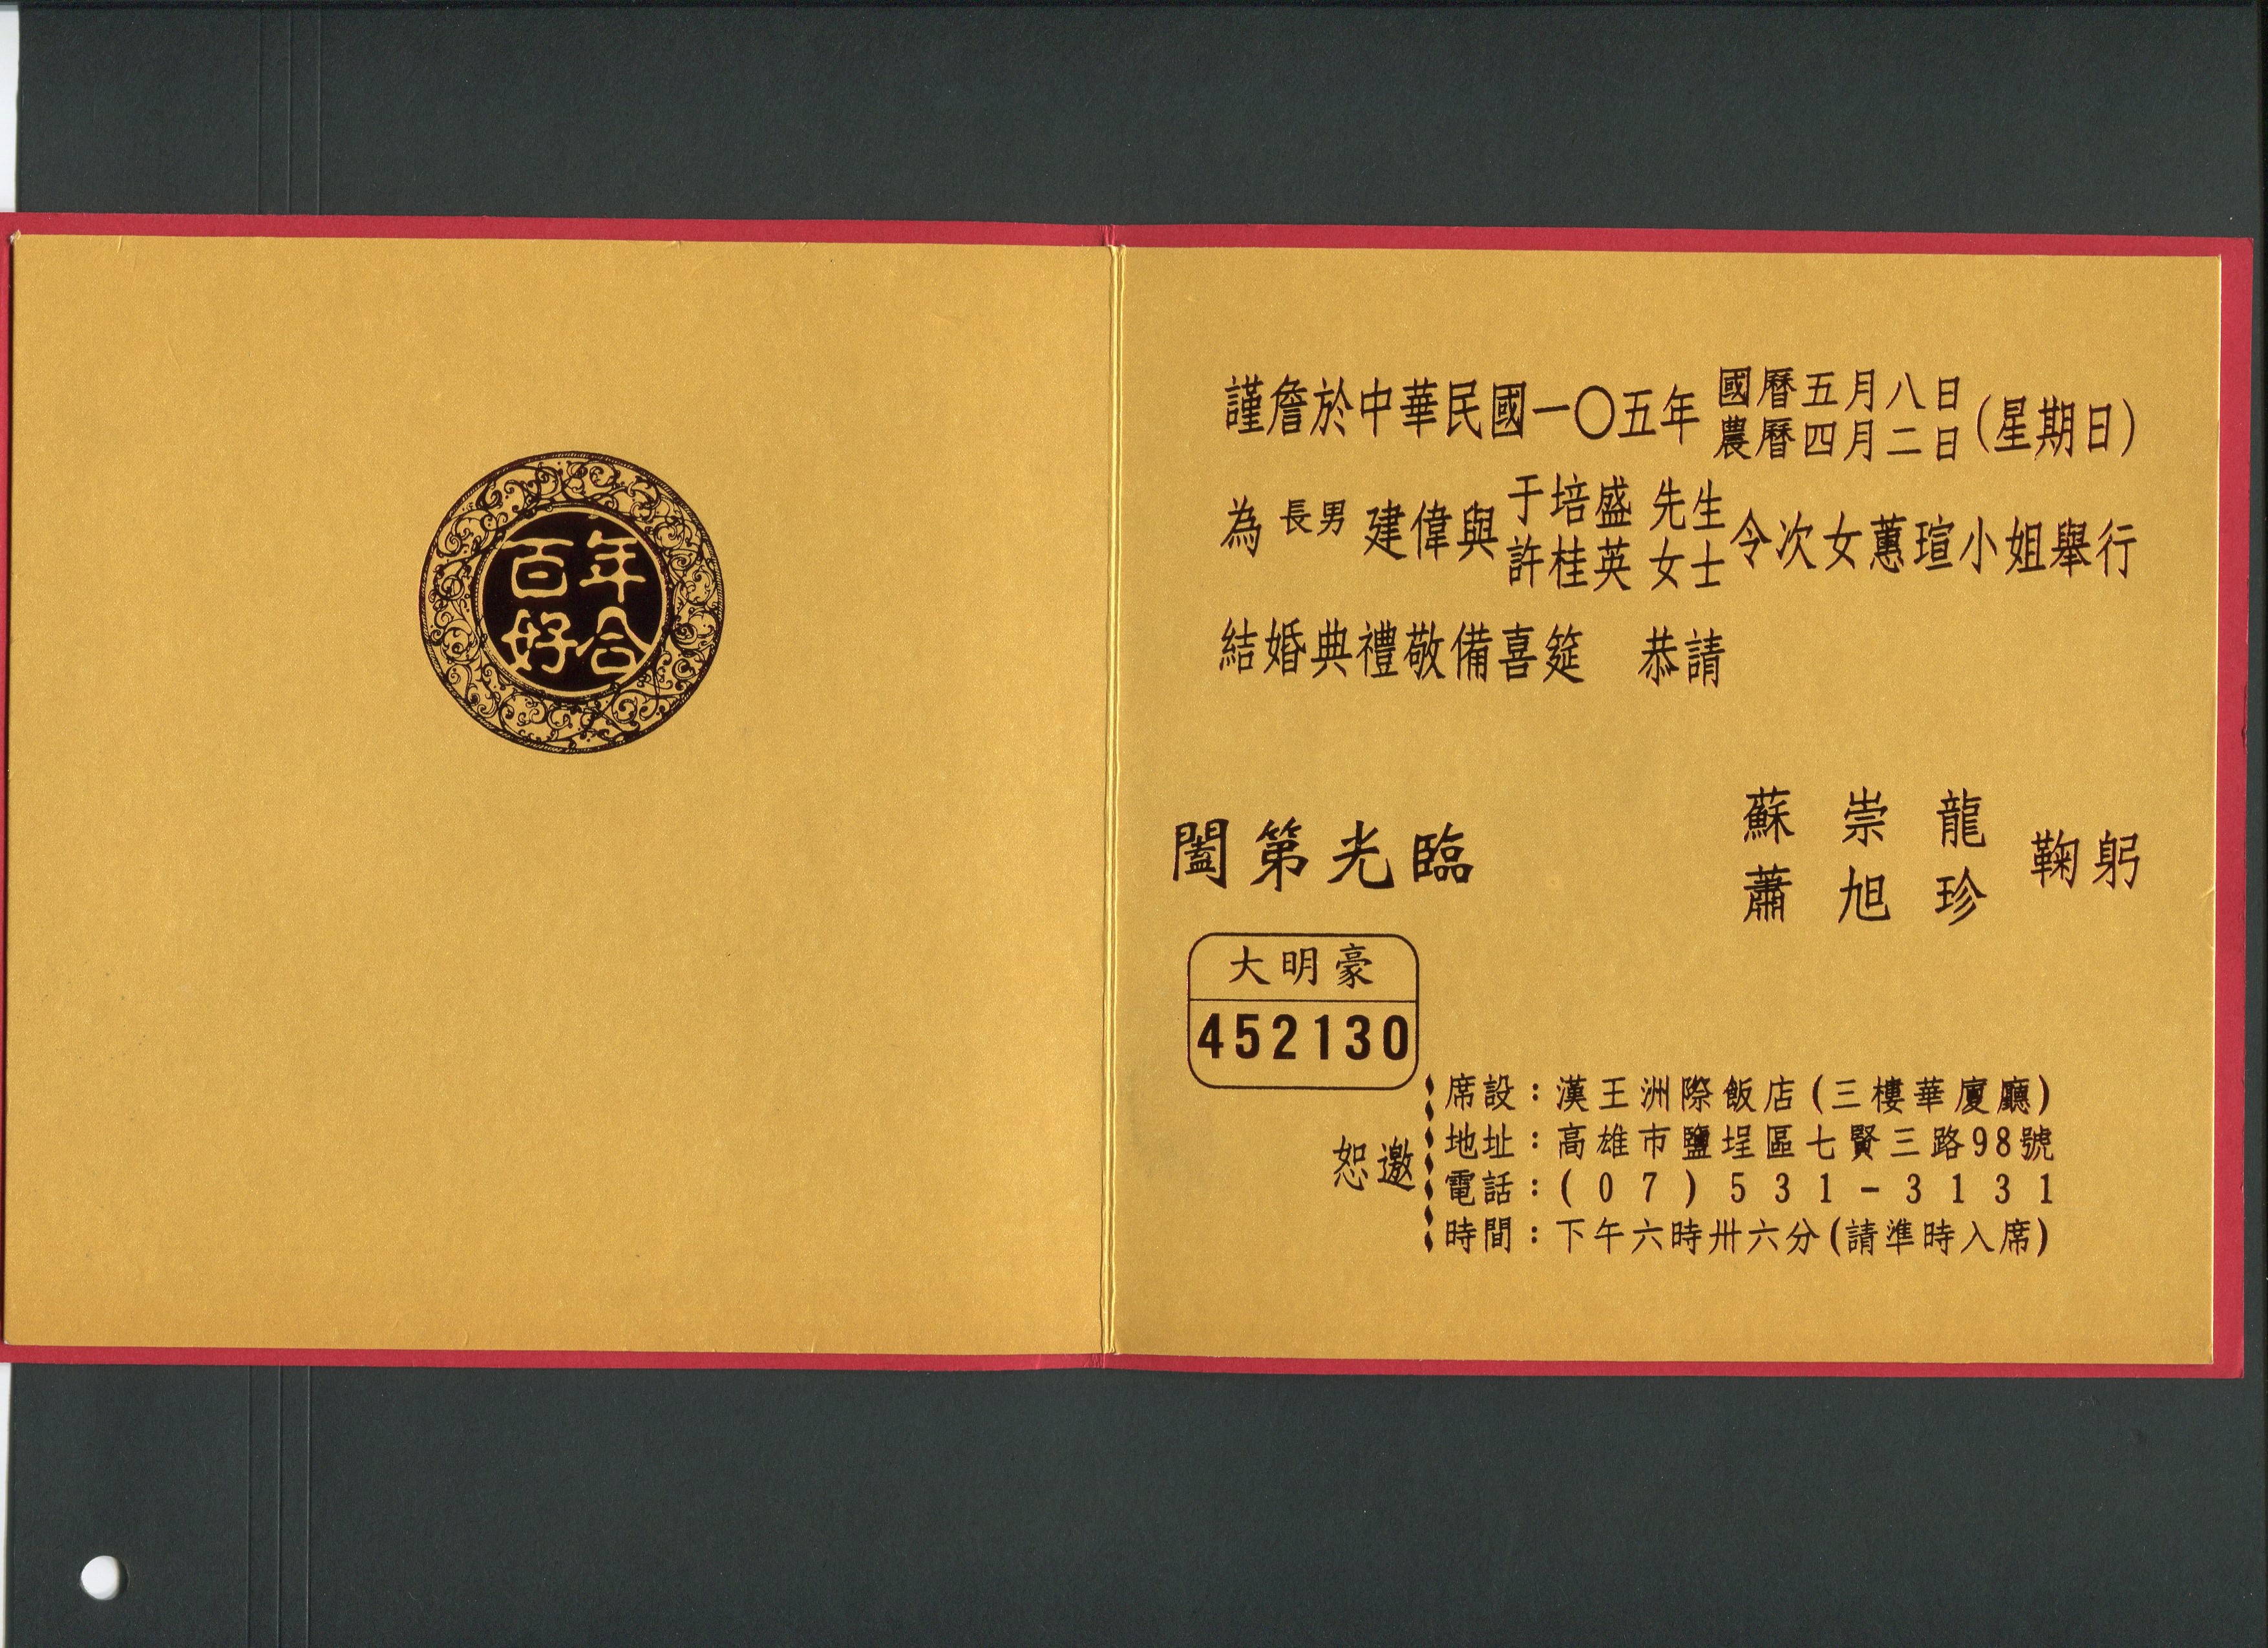 百年
好合
謹詹於中華民國一〇五年 國曆五月八日 農曆四月二日 (星期日)
為 長男 建偉與 于培盛 先生 許桂英 女士 令次女蕙瑄小姐舉行
結婚典禮敬備喜筵 恭請
闔第光臨
蘇崇龍
蕭旭珍
鞠躬
大明豪
452130
恕邀
席設：漢王洲際飯店(三樓華廈廳)
地址：高雄市鹽埕區七賢三路98號
電話：(07)531-3131
時間：下午六時卅六分(請準時入席)